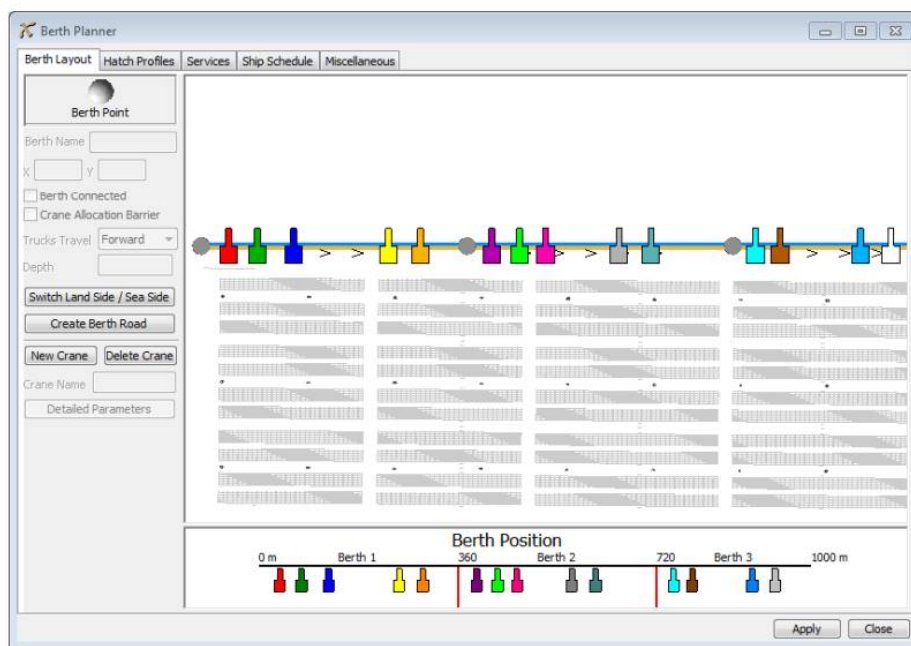 Berth Planner
Berth Layout Hatch Profiles Services Ship Schedule Miscellaneous
Berth Point
Berth Name
X Y
Berth Connected
Crane Allocation Barrier
Trucks Travel Forward
Depth
Switch Land Side / Sea Side
Create Berth Road
New Crane Delete Crane
Crane Name
Detailed Parameters
Berth Position
0 m Berth 1 360 Berth 2 720 Berth 3 1000 m
Apply Close